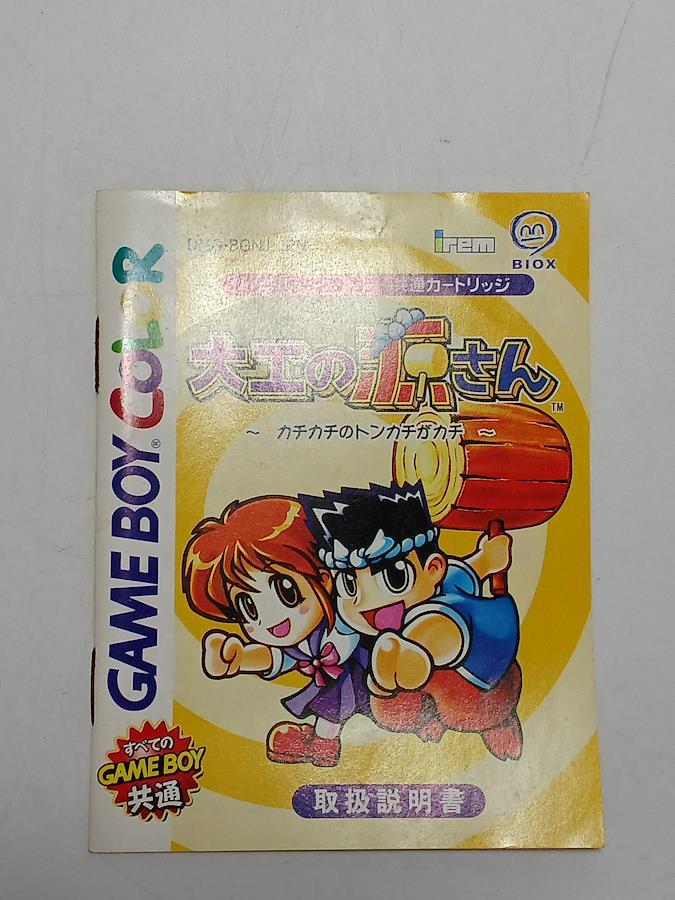 irem
BIOX
共通カートリッジ
大工の源さん
TM
～ カチカチのトンカチがカチ ～
GAME BOY® COLOR
すべての
GAME BOY
共通
取扱説明書